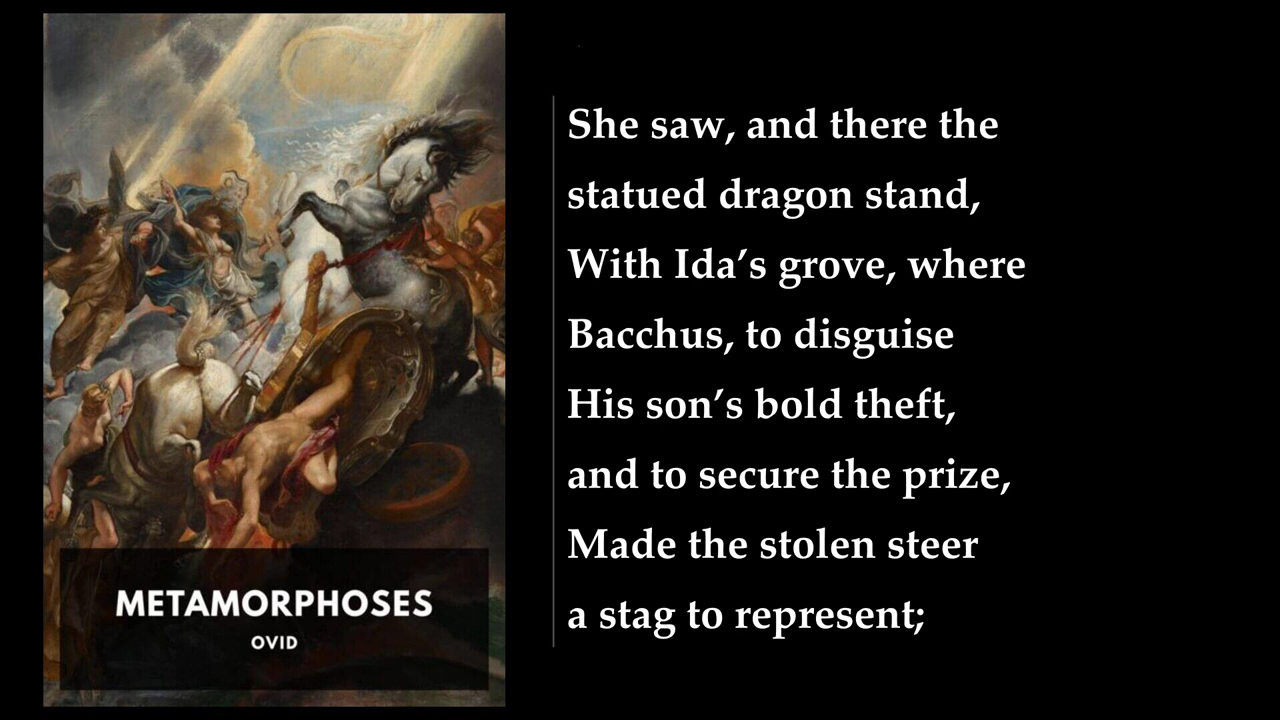 METAMORPHOSES
OVID
She saw, and there the
statued dragon stand,
With Ida’s grove, where
Bacchus, to disguise
His son’s bold theft,
and to secure the prize,
Made the stolen steer
a stag to represent;